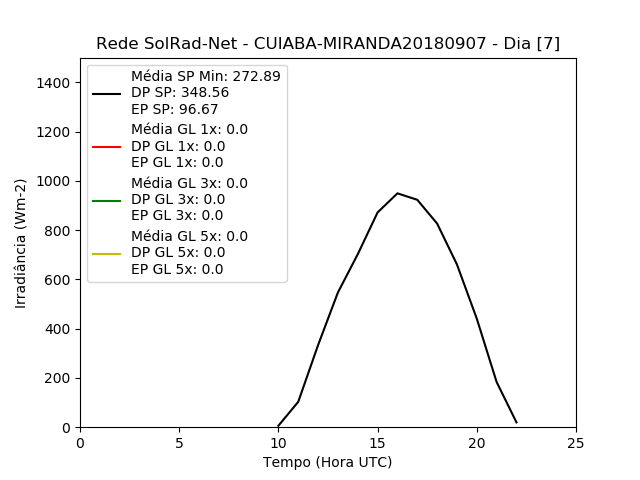 Rede SolRad-Net - CUIABA-MIRANDA20180907 - Dia [7]
Média SP Min: 272.89
DP SP: 348.56
EP SP: 96.67
Média GL 1x: 0.0
DP GL 1x: 0.0
EP GL 1x: 0.0
Média GL 3x: 0.0
DP GL 3x: 0.0
EP GL 3x: 0.0
Média GL 5x: 0.0
DP GL 5x: 0.0
EP GL 5x: 0.0
Irradiância (Wm-2)
1400
1200
1000
800
600
400
200
0
0 5 10 15 20 25
Tempo (Hora UTC)